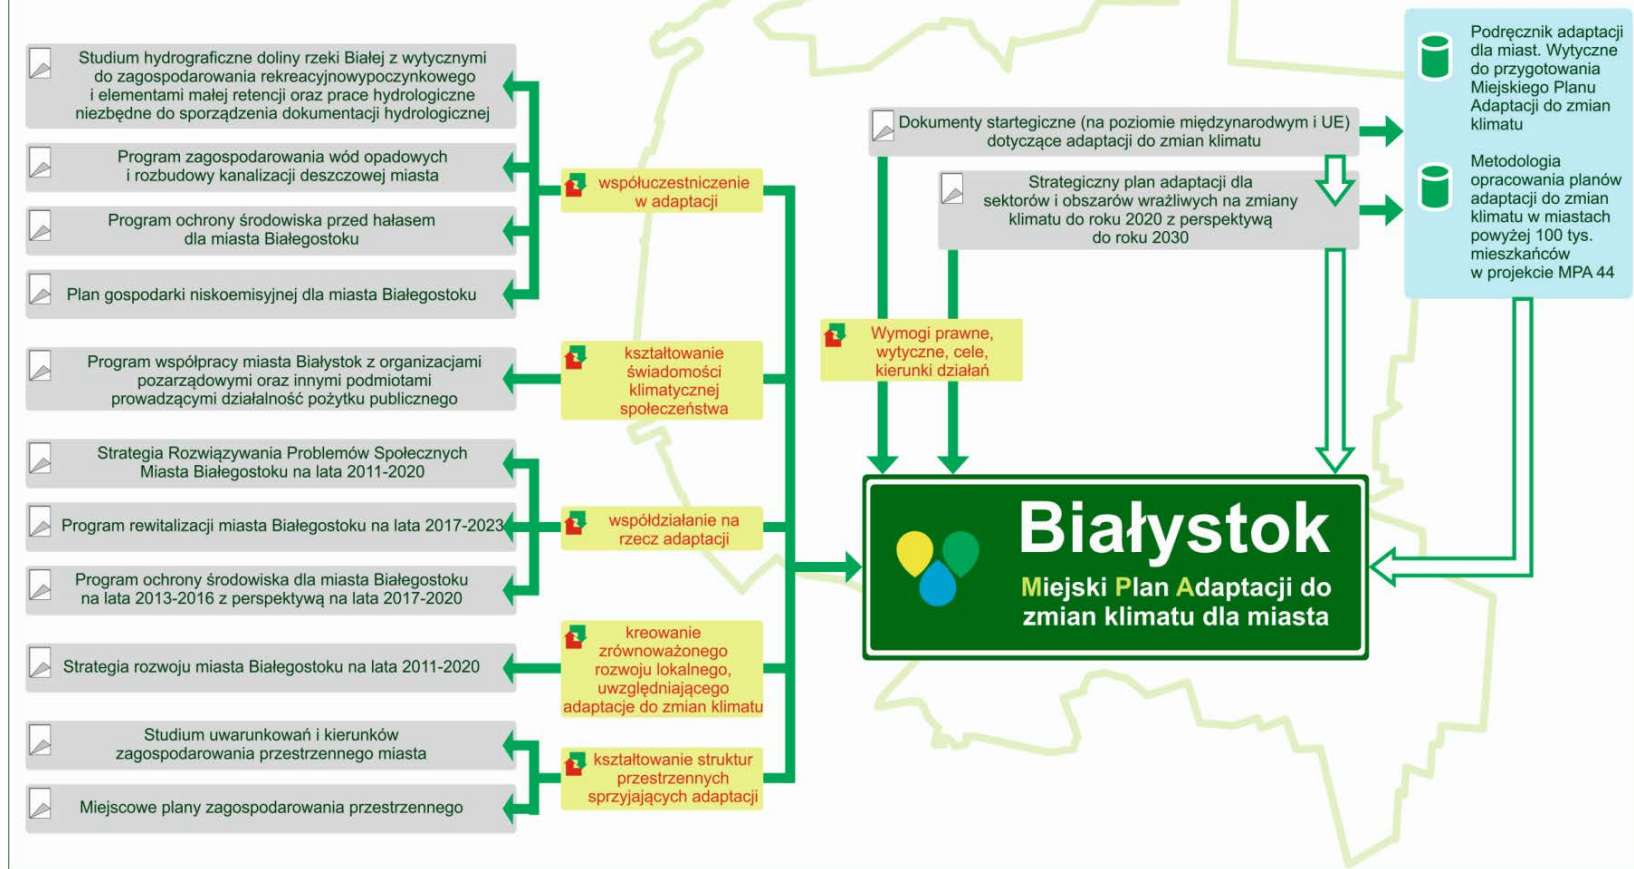 Studium hydrograficzne doliny rzeki Białej z wytycznymi
do zagospodarowania rekreacyjnowypoczynkowego
i elementami małej retencji oraz prace hydrologiczne
niezbędne do sporządzenia dokumentacji hydrologicznej
Program zagospodarowania wód opadowych
i rozbudowy kanalizacji deszczowej miasta
Program ochrony środowiska przed hałasem
dla miasta Białegostoku
Plan gospodarki niskoemisyjnej dla miasta Białegostoku
Program współpracy miasta Białystok z organizacjami
pozarządowymi oraz innymi podmiotami
prowadzącymi działalność pożytku publicznego
Strategia Rozwiązywania Problemów Społecznych
Miasta Białegostoku na lata 2011-2020
Program rewitalizacji miasta Białegostoku na lata 2017-2023
Program ochrony środowiska dla miasta Białegostoku
na lata 2013-2016 z perspektywą na lata 2017-2020
Strategia rozwoju miasta Białegostoku na lata 2011-2020
Studium uwarunkowań i kierunków
zagospodarowania przestrzennego miasta
Miejscowe plany zagospodarowania przestrzennego
współuczestniczenie
w adaptacji
kształtowanie
świadomości
klimatycznej
społeczeństwa
współdziałanie na
rzecz adaptacji
kreowanie
zrównoważonego
rozwoju lokalnego,
uwzględniającego
adaptacje do zmian klimatu
kształtowanie struktur
przestrzennych
sprzyjających adaptacji
Dokumenty startegiczne (na poziomie międzynarodwym i UE)
dotyczące adaptacji do zmian klimatu
Strategiczny plan adaptacji dla
sektorów i obszarów wrażliwych na zmiany
klimatu do roku 2020 z perspektywą
do roku 2030
Wymogi prawne,
wytyczne, cele,
kierunki działań
Podręcznik adaptacji
dla miast. Wytyczne
do przygotowania
Miejskiego Planu
Adaptacji do zmian
klimatu
Metodologia
opracowania planów
adaptacji do zmian
klimatu w miastach
powyżej 100 tys.
mieszkańców
w projekcie MPA 44
Białystok
Miejski Plan Adaptacji do
zmian klimatu dla miasta